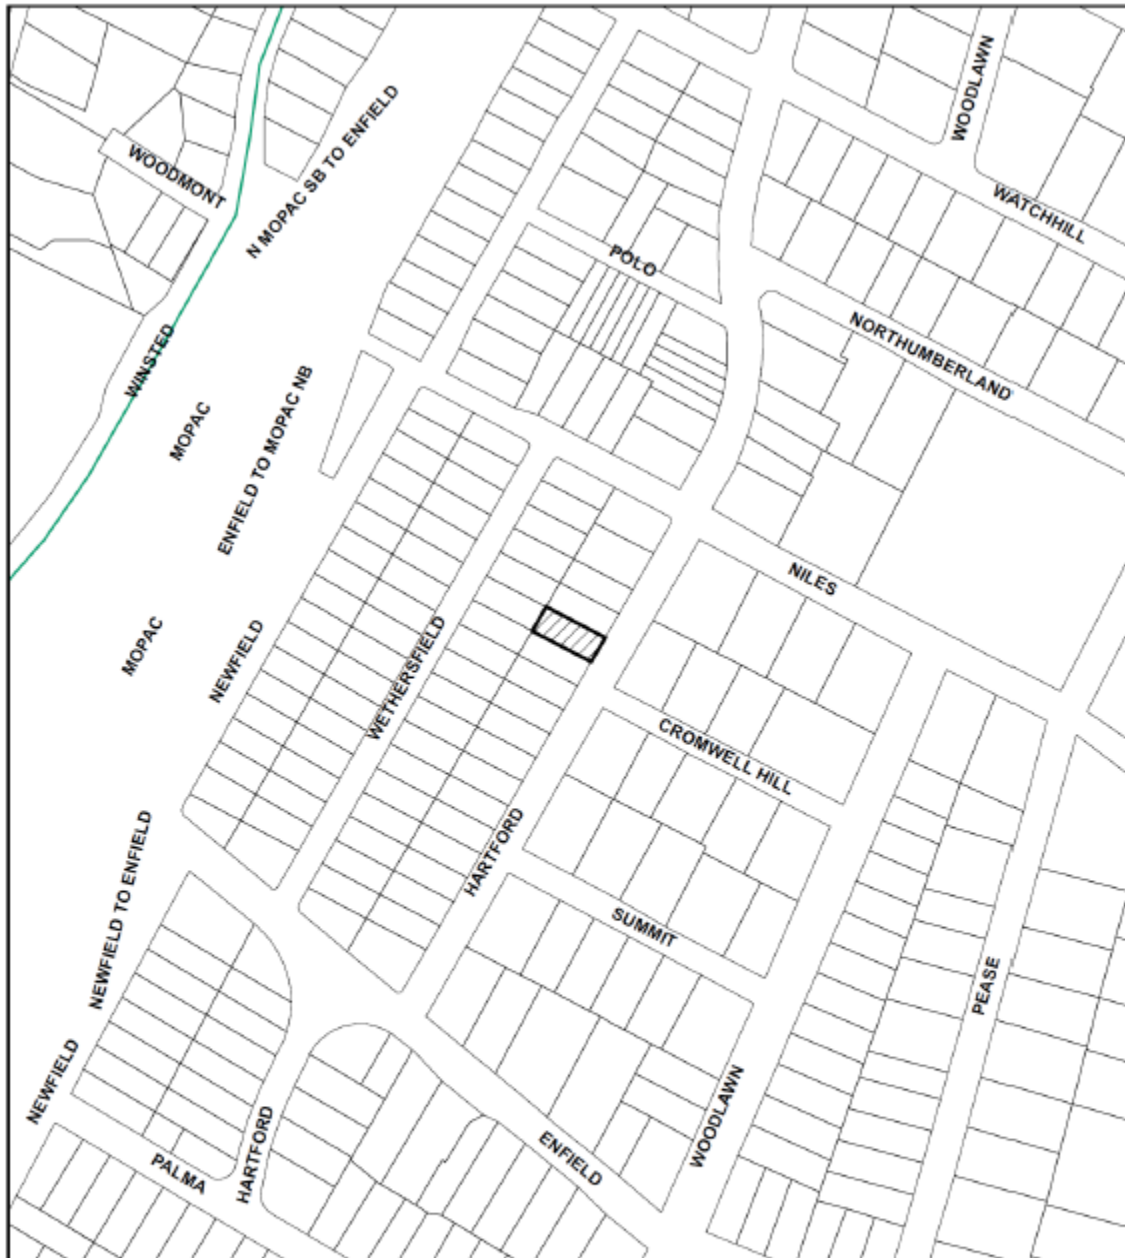 WOODLAWN
N MOPAC SB TO ENFIELD
WOODMONT
WATCHHILL
POLO
NORTHUMBERLAND
WINSTED
MOPAC
ENFIELD TO MOPAC NB
NILES
MOPAC
NEWFIELD
WETHERSFIELD
CROMWELL HILL
HARTFORD
NEWFIELD TO ENFIELD
SUMMIT
PEASE
NEWFIELD
WOODLAWN
HARTFORD
ENFIELD
PALMA